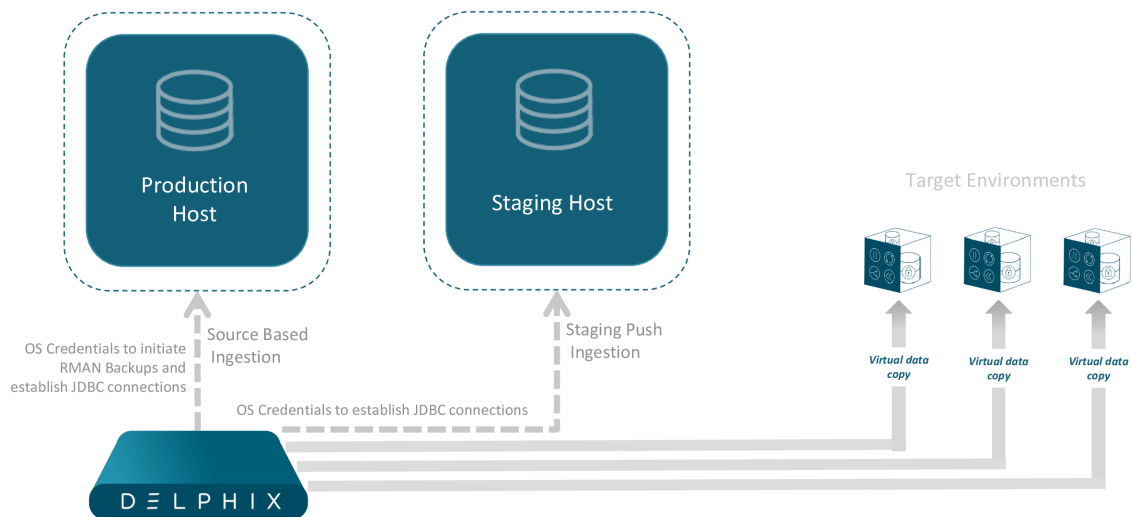 Production
Host
Staging Host
Target Environments
Source Based
Ingestion
OS Credentials to initiate
RMAN Backups and
establish JDBC connections
Staging Push
Ingestion
OS Credentials to establish JDBC connections
Virtual data
copy
Virtual data
copy
Virtual data
copy
DELPHIX